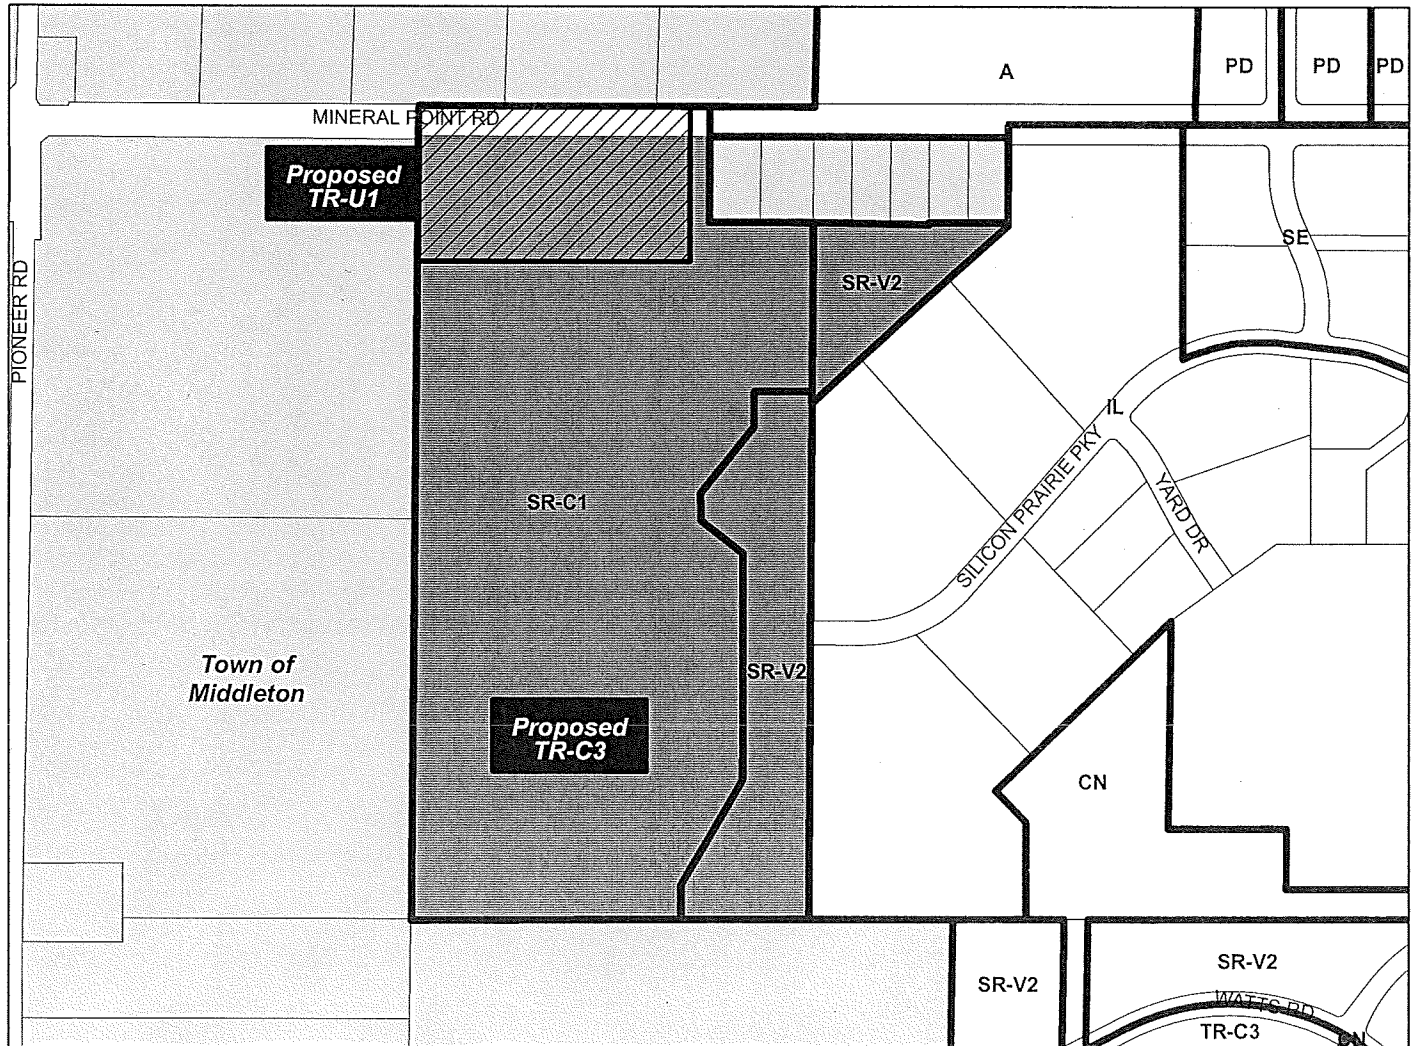 A
PD
PD
PD
MINERAL POINT RD
Proposed
TR-U1
SE
PIONEER RD
SR-V2
IL
SILICON PRAIRIE PKY
YARD DR
SR-C1
Town of
Middleton
SR-V2
Proposed
TR-C3
CN
SR-V2
SR-V2
WATTS RD
TR-C3
CN